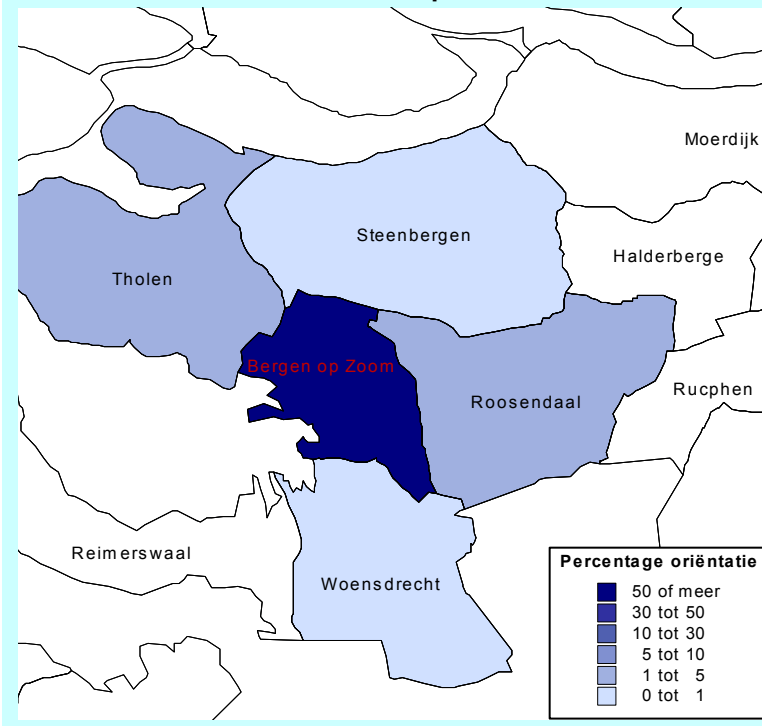 Moerdijk
Steenbergen
Halderberge
Tholen
Bergen op Zoom
Rucphen
Roosendaal
Reimerswaal
Woensdrecht
Percentage oriëntatie
50 of meer
30 tot 50
10 tot 30
5 tot 10
1 tot 5
0 tot 1